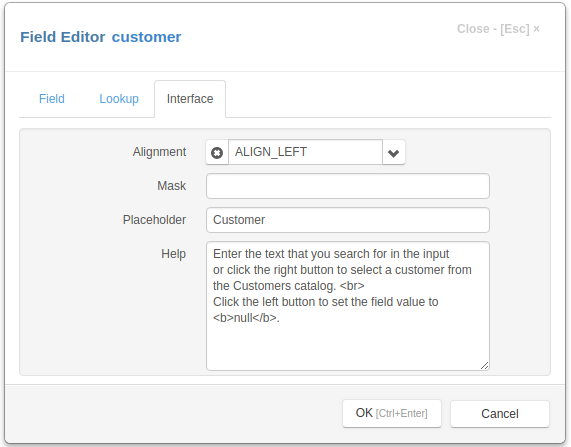 Field Editor customer
Close - [Esc] ×
Field Lookup Interface
Alignment ALIGN_LEFT
Mask
Placeholder Customer
Help Enter the text that you search for in the input
or click the right button to select a customer from
the Customers catalog. <br>
Click the left button to set the field value to
<b>null</b>.
OK [Ctrl+Enter] Cancel